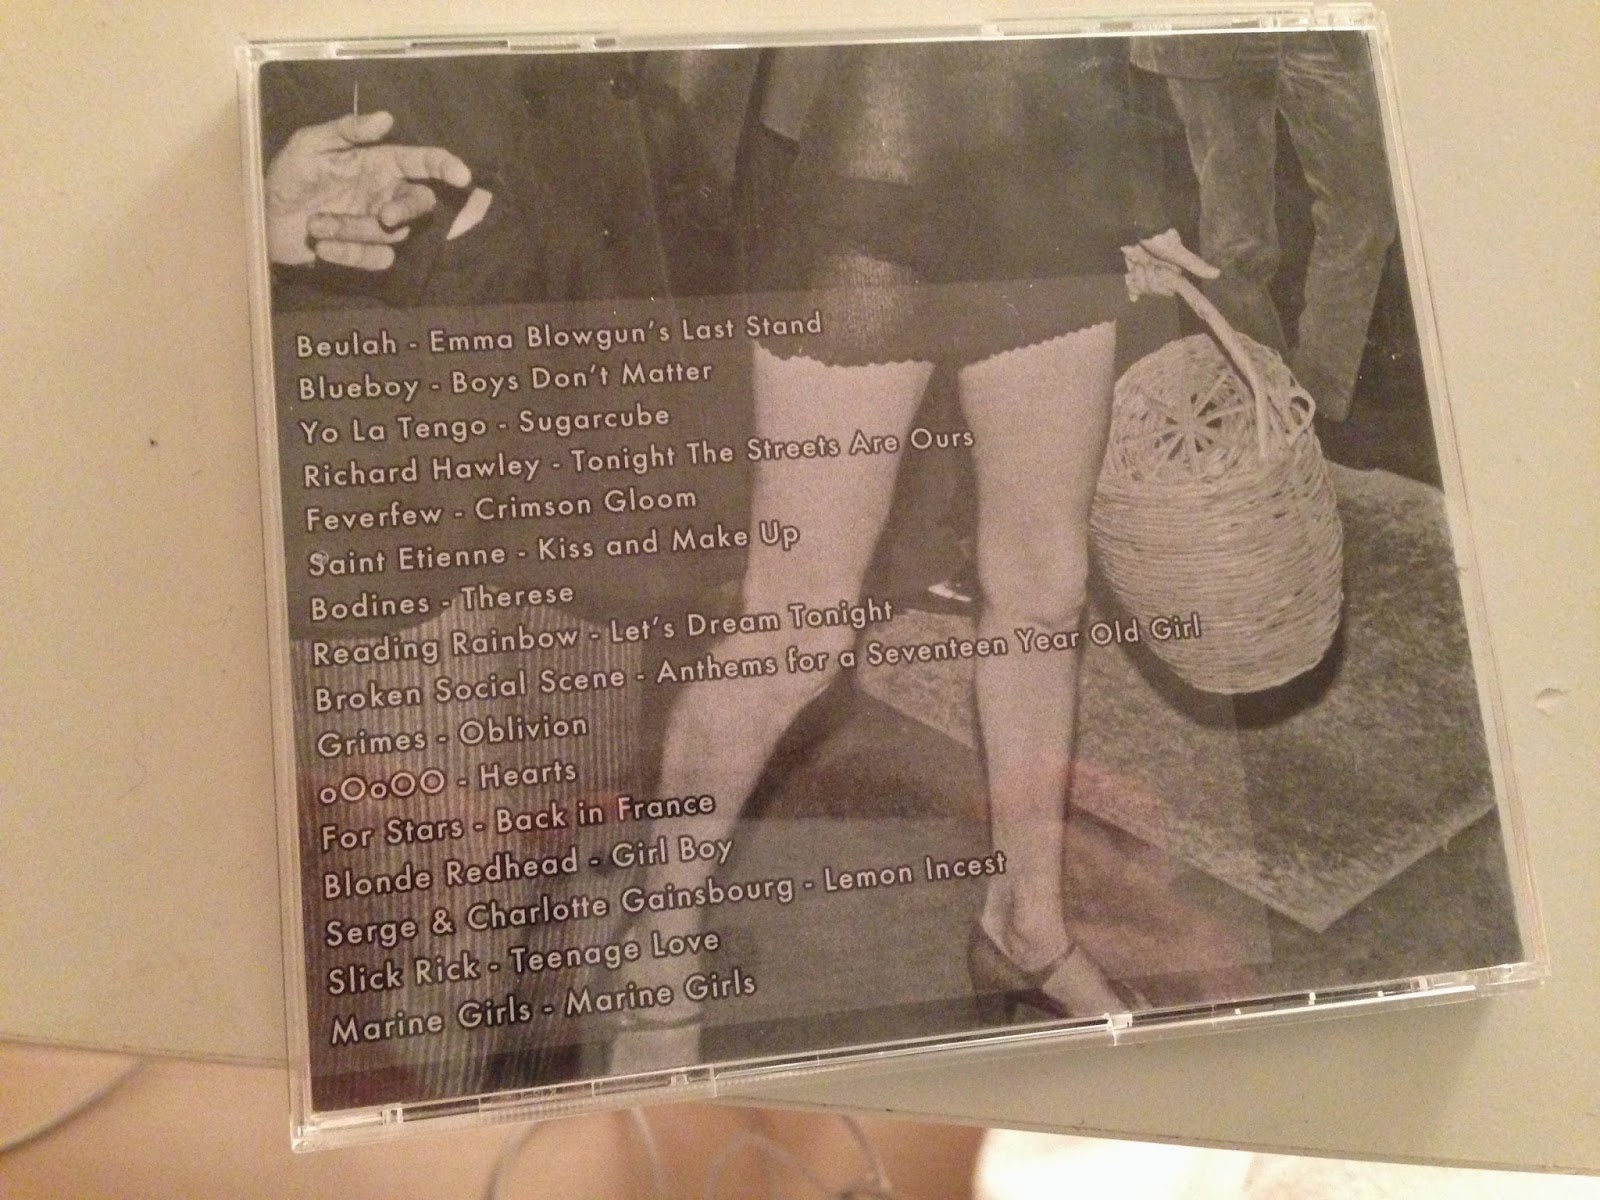 Beulah - Emma Blowgun's Last Stand
Blueboy - Boys Don't Matter
Yo La Tengo - Sugarcube
Richard Hawley - Tonight The Streets Are Ours
Feverfew - Crimson Gloom
Saint Etienne - Kiss and Make Up
Bodines - Therese
Reading Rainbow - Let's Dream Tonight
Broken Social Scene - Anthems for a Seventeen Year Old Girl
Grimes - Oblivion
oOoOO - Hearts
For Stars - Back in France
Blonde Redhead - Girl Boy
Serge & Charlotte Gainsbourg - Lemon Incest
Slick Rick - Teenage Love
Marine Girls - Marine Girls